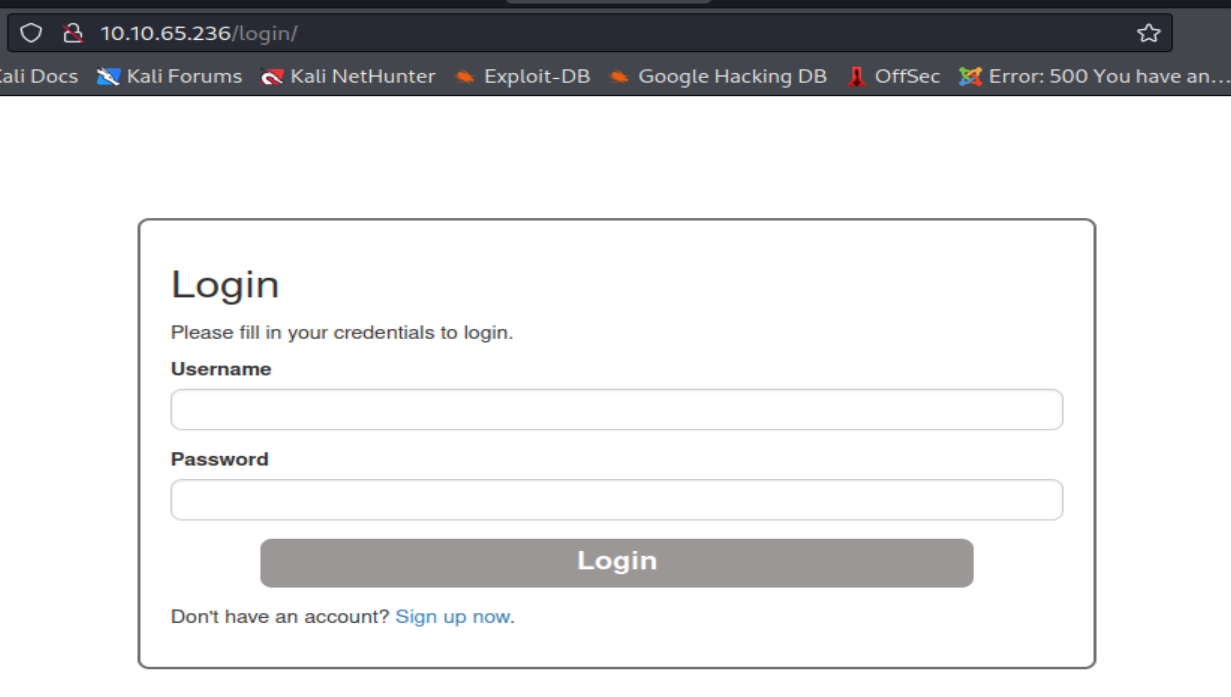 10.10.65.236/login/
Kali Docs Kali Forums Kali NetHunter Exploit-DB Google Hacking DB OffSec Error: 500 You have an...
Login
Please fill in your credentials to login.
Username
Password
Login
Don't have an account? Sign up now.